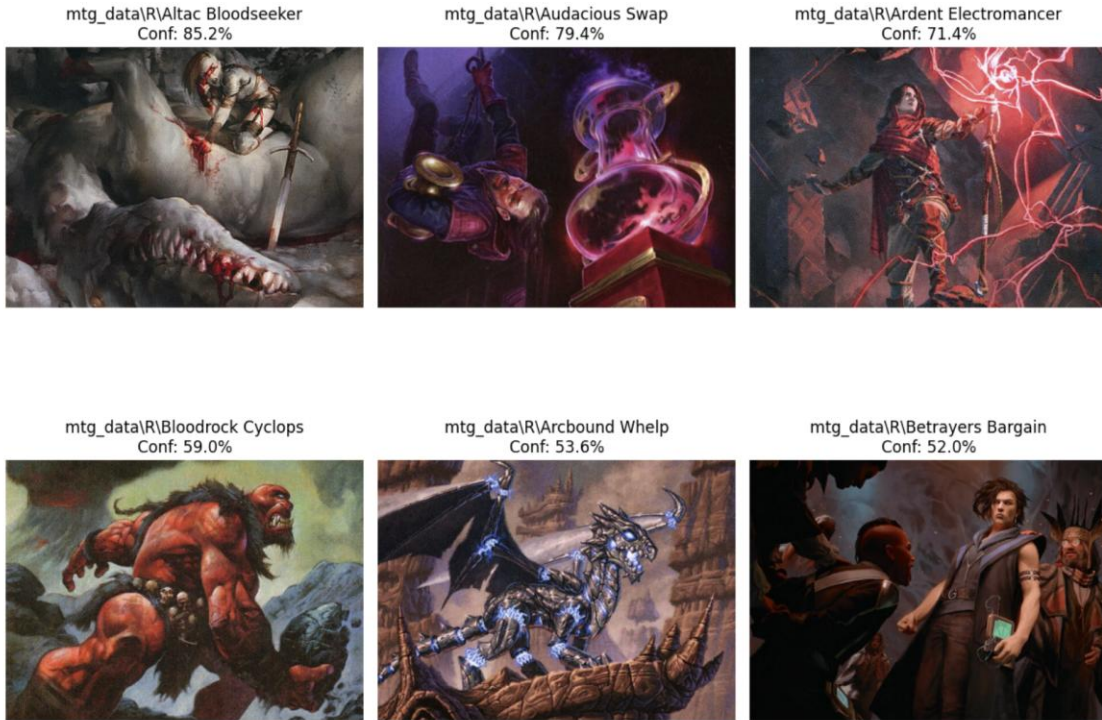 mtg_data\R\Altac Bloodseeker
Conf: 85.2%
mtg_data\R\Audacious Swap
Conf: 79.4%
mtg_data\R\Ardent Electromancer
Conf: 71.4%
mtg_data\R\Bloodrock Cyclops
Conf: 59.0%
mtg_data\R\Arcbound Whelp
Conf: 53.6%
mtg_data\R\Betrayers Bargain
Conf: 52.0%